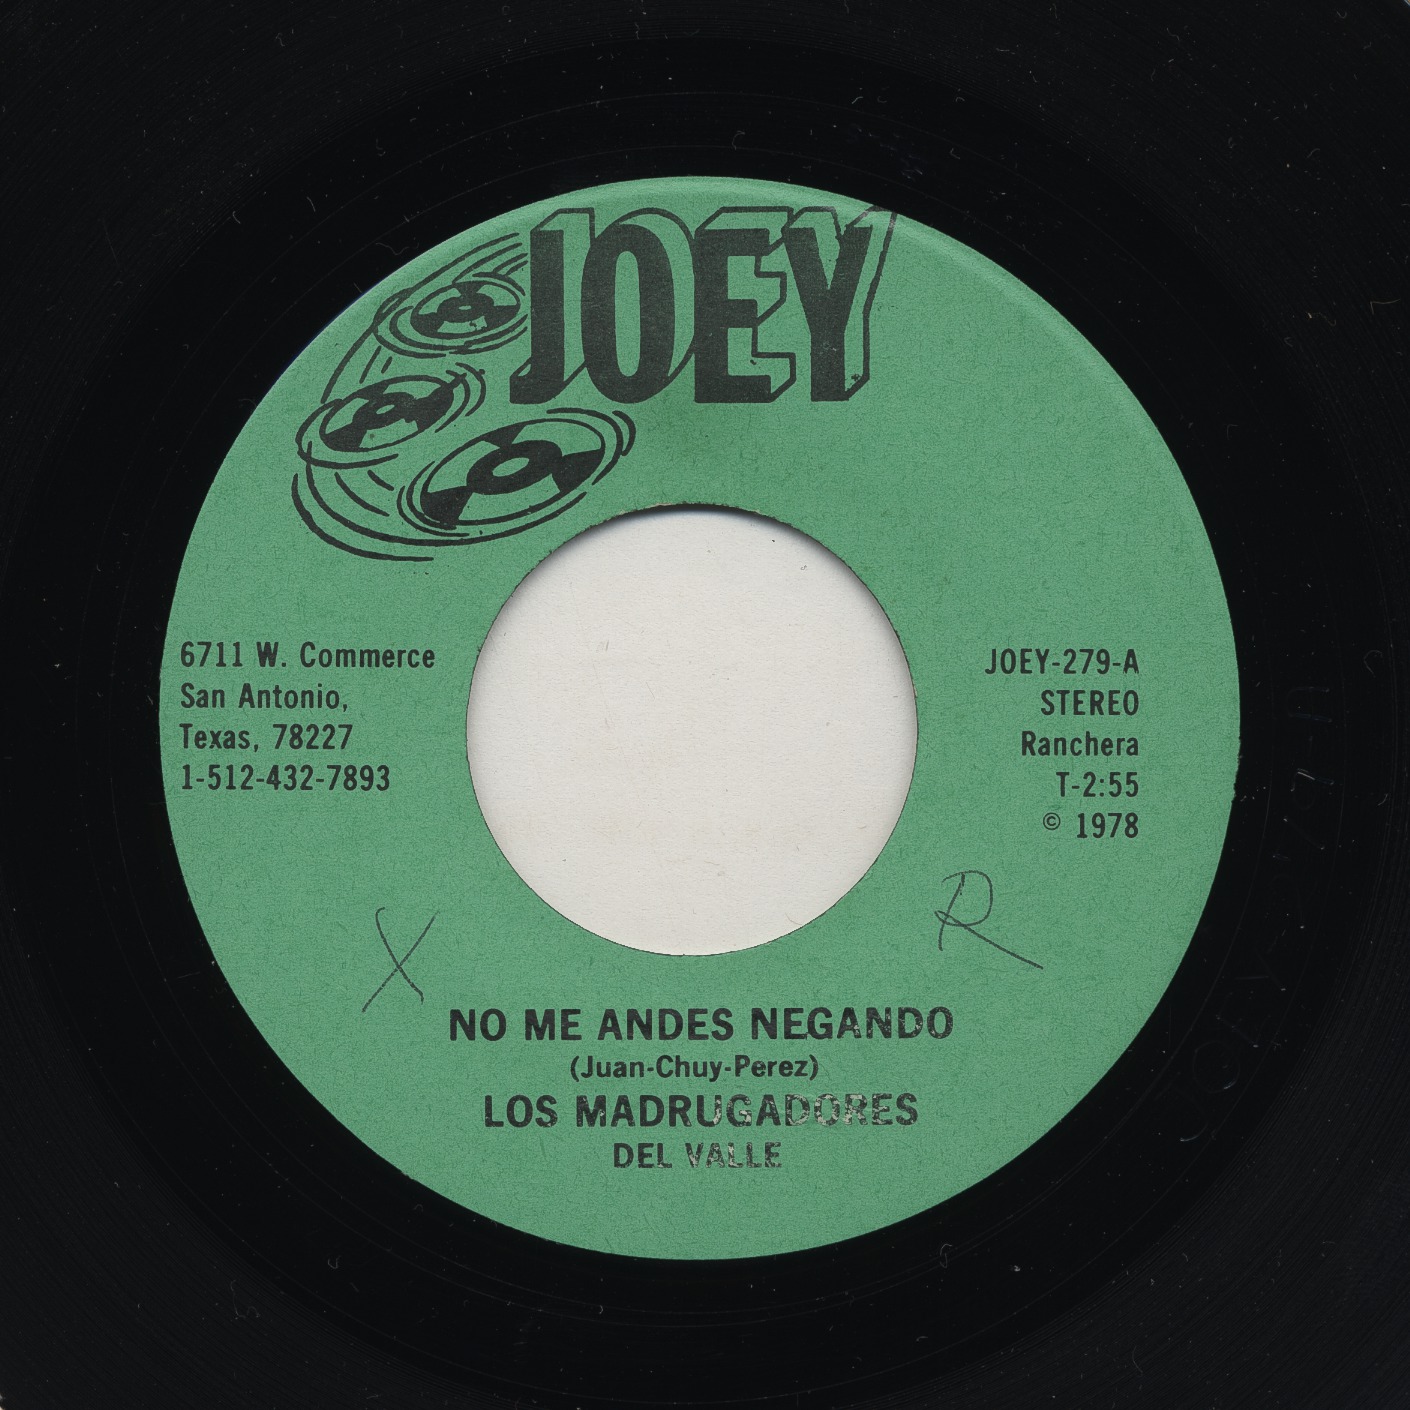 JOEY
6711 W. Commerce
San Antonio,
Texas, 78227
1-512-432-7893
JOEY-279-A
STEREO
Ranchera
T-2:55
© 1978
X
R
NO ME ANDES NEGANDO
(Juan-Chuy-Perez)
LOS MADRUGADORES
DEL VALLE